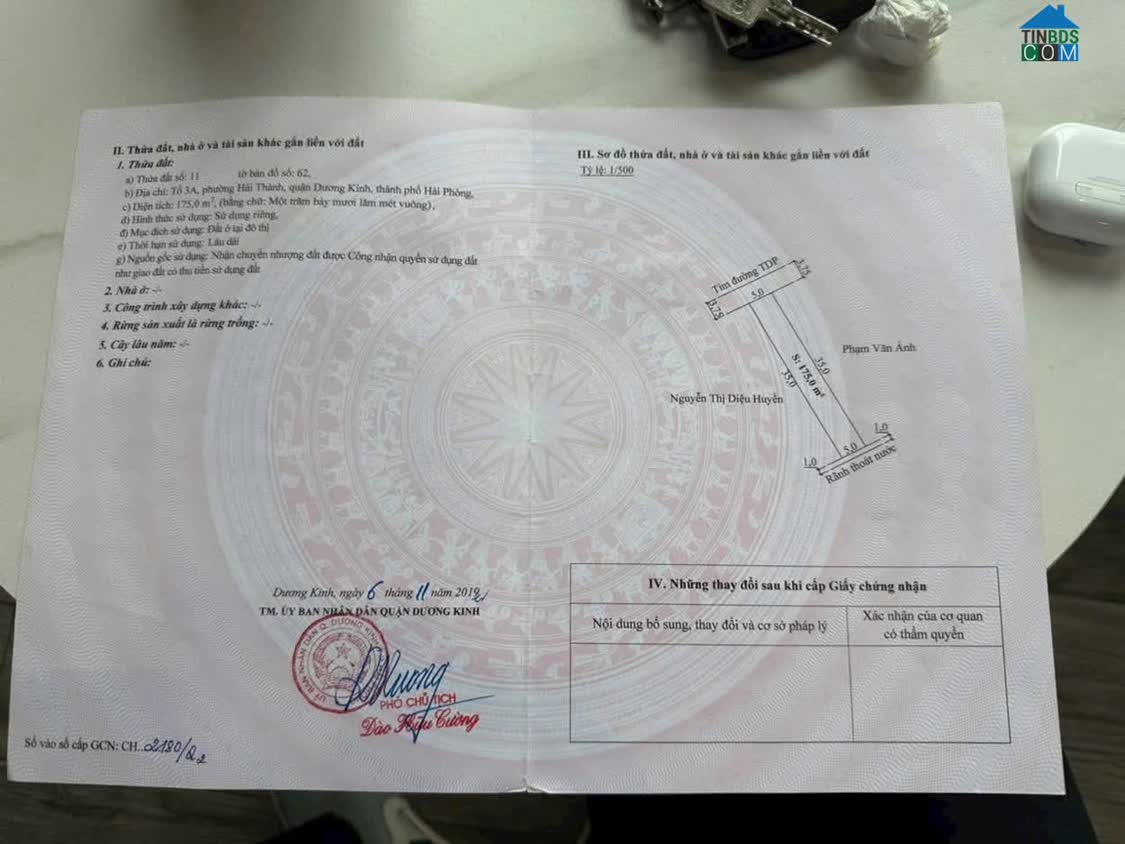 TINBDS
COM
II. Thửa đất, nhà ở và tài sản khác gắn liền với đất
1. Thửa đất:
a) Thửa đất số: 11 tờ bản đồ số: 62,
b) Địa chỉ: Tổ 3A, phường Hải Thành, quận Dương Kinh, thành phố Hải Phòng,
c) Diện tích: 175,0 m², (bằng chữ: Một trăm bảy mươi lăm mét vuông),
d) Hình thức sử dụng: Sử dụng riêng,
đ) Mục đích sử dụng: Đất ở tại đô thị
e) Thời hạn sử dụng: Lâu dài
g) Nguồn gốc sử dụng: Nhận chuyển nhượng đất được Công nhận quyền sử dụng đất
như giao đất có thu tiền sử dụng đất
2. Nhà ở: -/-
3. Công trình xây dựng khác: -/-
4. Rừng sản xuất là rừng trồng: -/-
5. Cây lâu năm: -/-
6. Ghi chú:
Dương Kinh, ngày 6 tháng 11 năm
TM. ỦY BAN NHÂN DÂN QUẬN DƯƠNG KINH
ỦY BAN NHÂN DÂN Q. DƯƠNG KINH
PHÓ CHỦ TỊCH
Đào Hữu Cường
Số vào sổ cấp GCN: CH..
III. Sơ đồ thửa đất, nhà ở và tài sản khác gắn liền với đất
Tỷ lệ: 1/500
Tim đường TDP
3,75
3,75
5,0
Phạm Văn Ánh
35,0
S: 175,0 m²
35,0
Nguyễn Thị Diệu Huyền
1,0
5,0
1,0
Rãnh thoát nước
IV. Những thay đổi sau khi cấp Giấy chứng nhận
Nội dung bổ sung, thay đổi và cơ sở pháp lý
Xác nhận của cơ quan
có thẩm quyền